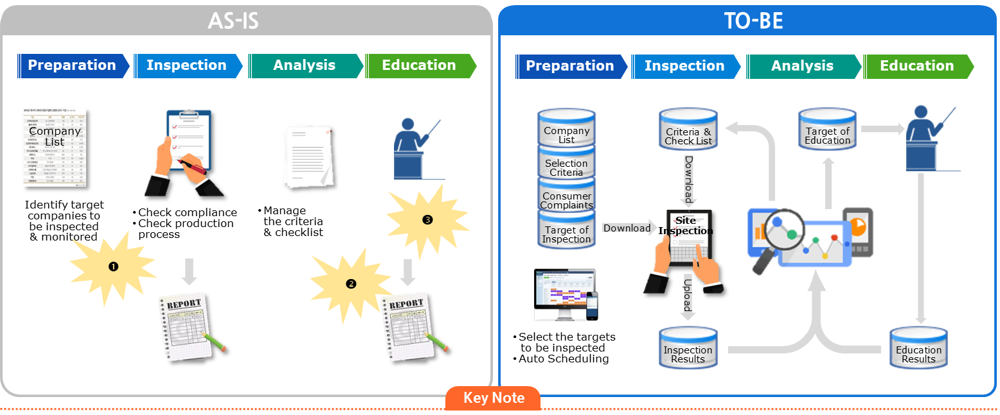 AS-IS
Preparation
Inspection
Analysis
Education
Company
List
Identify target
companies to
be inspected
& monitored
• Check compliance
• Check production
process
• Manage
the criteria
& checklist
❶
❷
❸
REPORT
REPORT
TO-BE
Preparation
Inspection
Analysis
Education
Company
List
Selection
Criteria
Consumer
Complaints
Target of
Inspection
Download
• Select the targets
to be inspected
• Auto Scheduling
Criteria &
Check List
Download
Site
Inspection
Upload
Inspection
Results
Target of
Education
Education
Results
Key Note